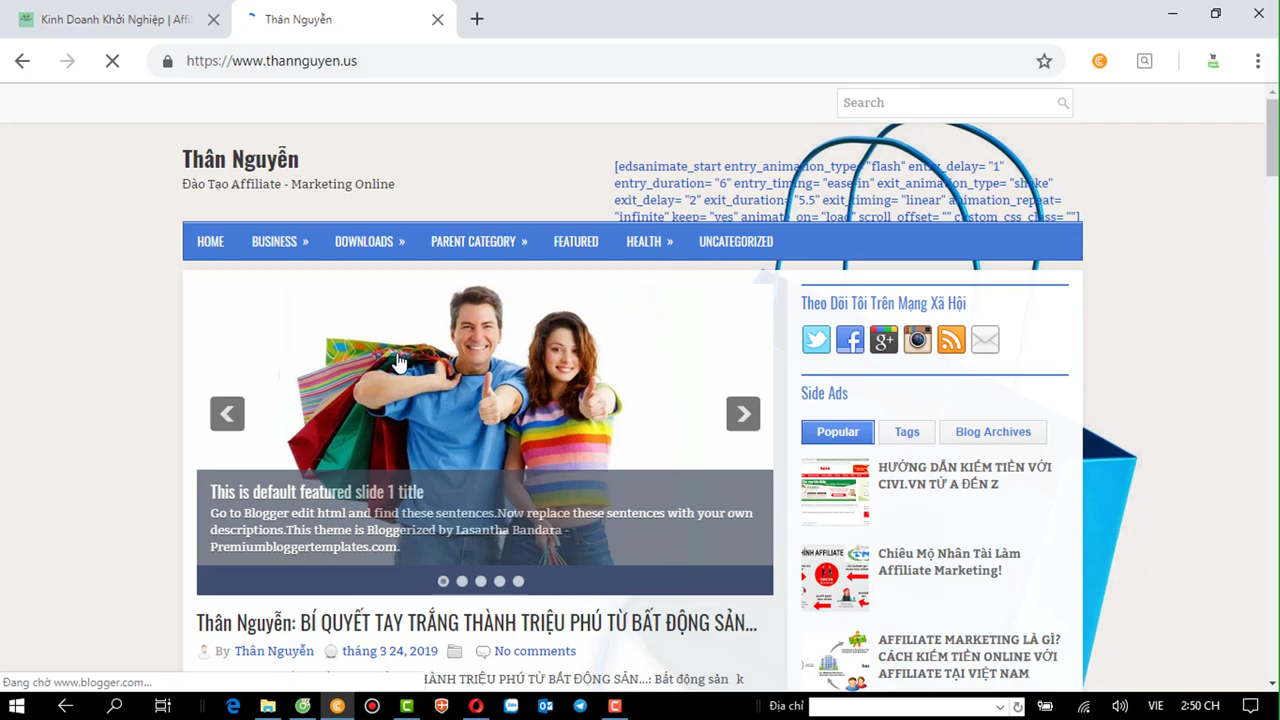 Kinh Doanh Khởi Nghiệp | Affil
Thân Nguyễn
https://www.thannguyen.us
Search
Thân Nguyễn
Đào Tạo Affiliate - Marketing Online
[edsanimate_start entry_animation_type= "flash" entry_delay= "1"
entry_duration= "6" entry_timing= "ease-in" exit_animation_type= "shake"
exit_delay= "2" exit_duration= "5.5" exit_timing= "linear" animation_repeat=
"infinite" keep= "yes" animate_on= "load" scroll_offset= "" custom_css_class= ""]
HOME
BUSINESS »
DOWNLOADS »
PARENT CATEGORY »
FEATURED
HEALTH »
UNCATEGORIZED
This is default featured slide 1 title
Go to Blogger edit html and find these sentences.Now replace these sentences with your own
descriptions.This theme is Bloggerized by Lasantha Bandara -
Premiumbloggertemplates.com.
Thân Nguyễn: BÍ QUYẾT TAY TRẮNG THÀNH TRIỆU PHÚ TỪ BẤT ĐỘNG SẢN...
By Thân Nguyễn tháng 3 24, 2019 No comments
HÀNH TRIỆU PHÚ TỪ BẤT ĐỘNG SẢN...: Bất động sản k
Theo Dõi Tôi Trên Mạng Xã Hội
Side Ads
Popular
Tags
Blog Archives
HƯỚNG DẪN KIẾM TIỀN VỚI
CIVI.VN TỪ A ĐẾN Z
Chiêu Mộ Nhân Tài Làm
Affiliate Marketing!
AFFILIATE MARKETING LÀ GÌ?
CÁCH KIẾM TIỀN ONLINE VỚI
AFFILIATE TẠI VIỆT NAM
Đang chờ www.blogger.com...
Địa chỉ
VIE
2:50 CH